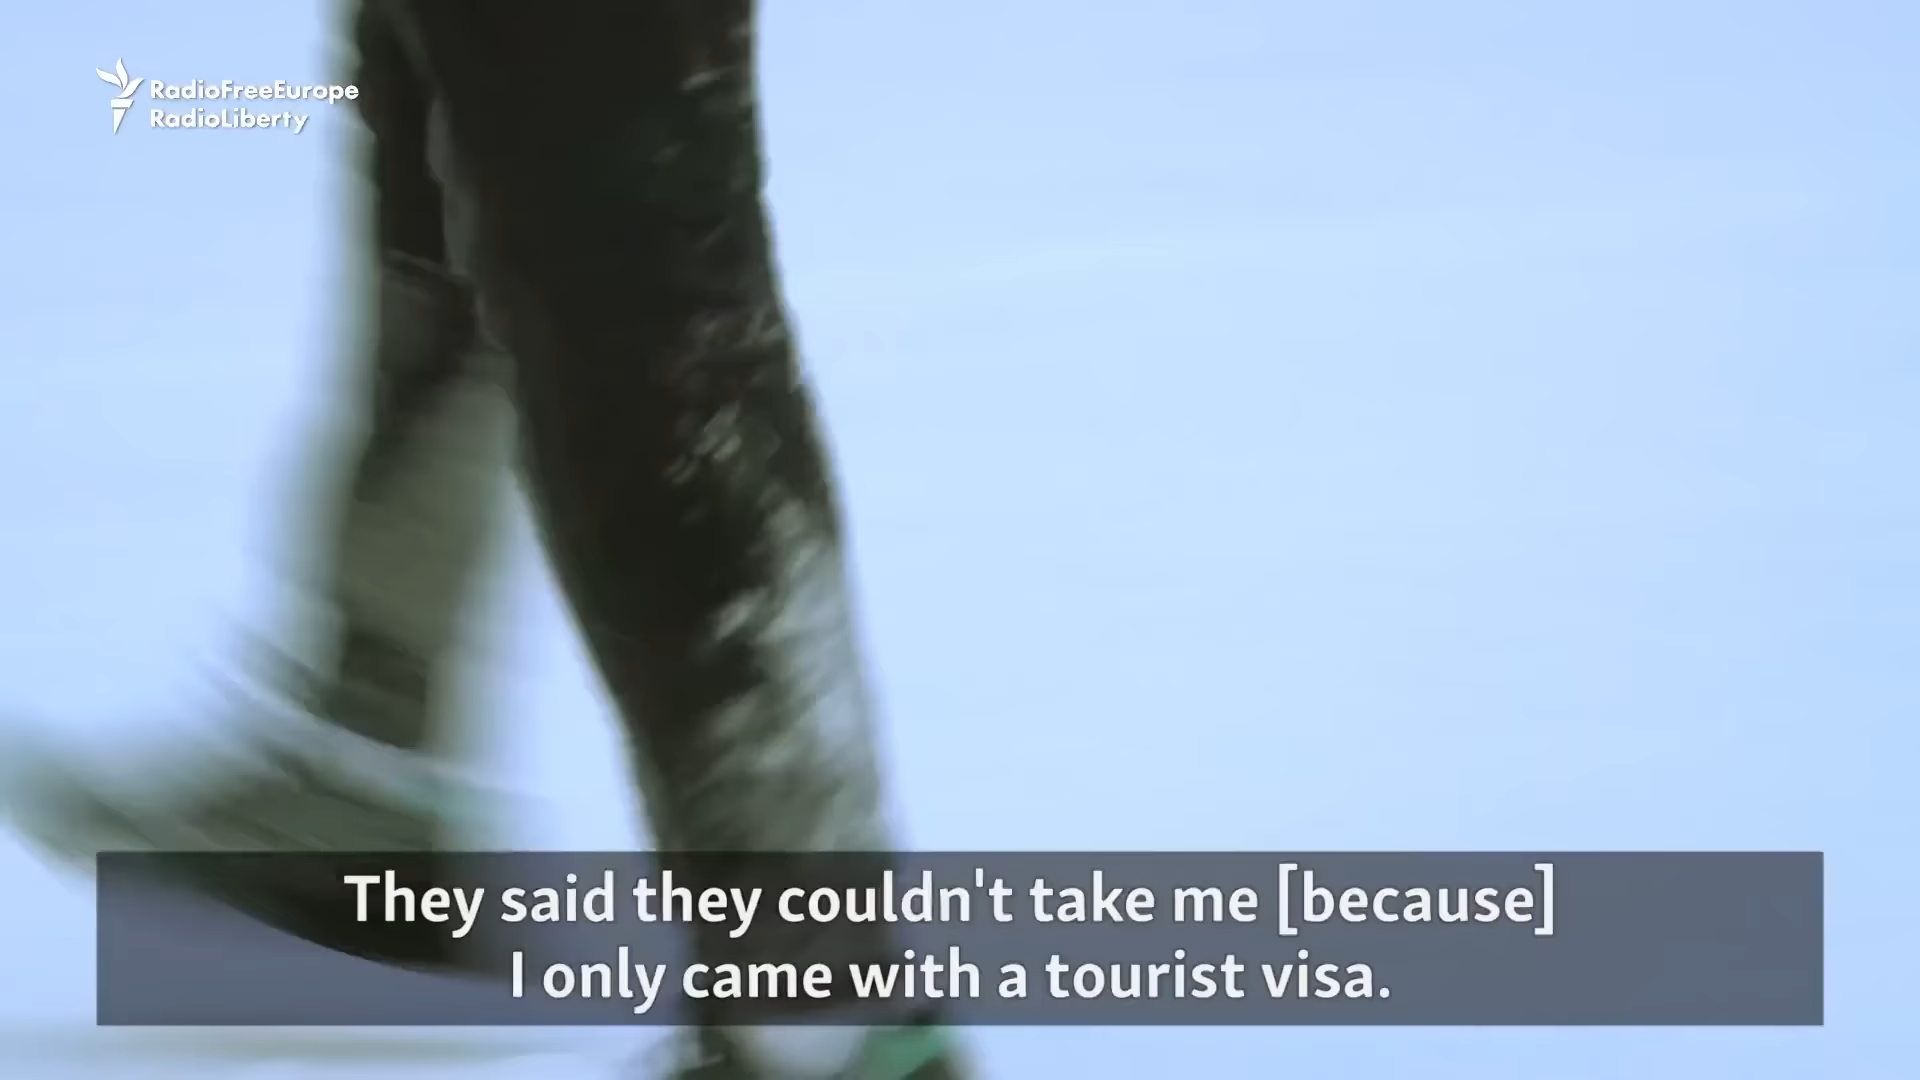 RadioFreeEurope
RadioLiberty
They said they couldn't take me [because]
I only came with a tourist visa.